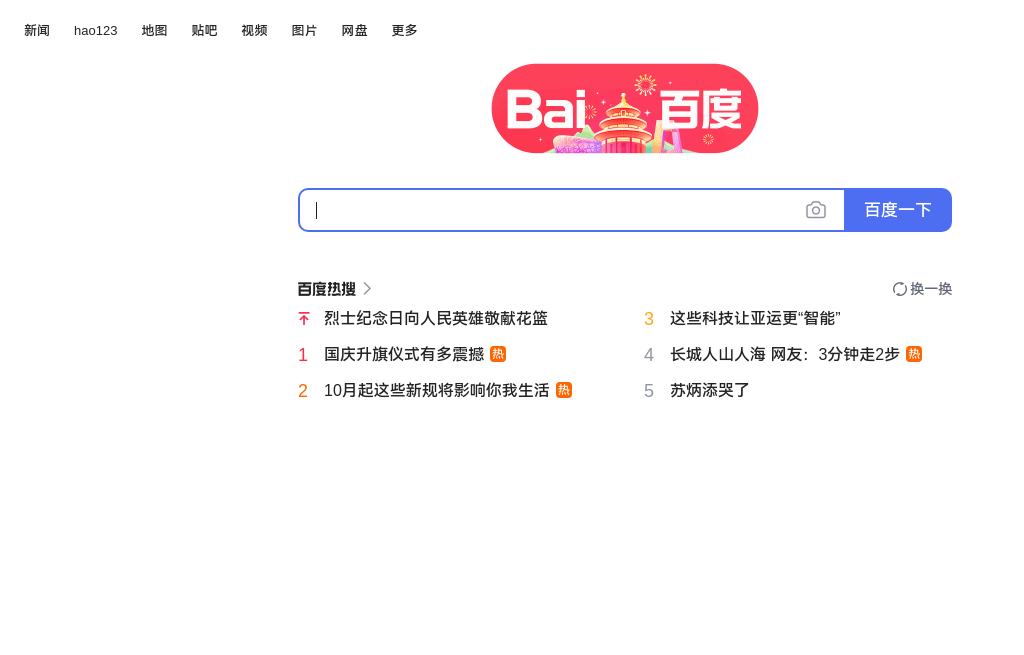 新闻 hao123 地图 贴吧 视频 图片 网盘 更多
Bai 百度
百度一下
百度热搜 换一换
烈士纪念日向人民英雄敬献花篮
1 国庆升旗仪式有多震撼 热
2 10月起这些新规将影响你我生活 热
3 这些科技让亚运更“智能”
4 长城人山人海 网友：3分钟走2步 热
5 苏炳添哭了